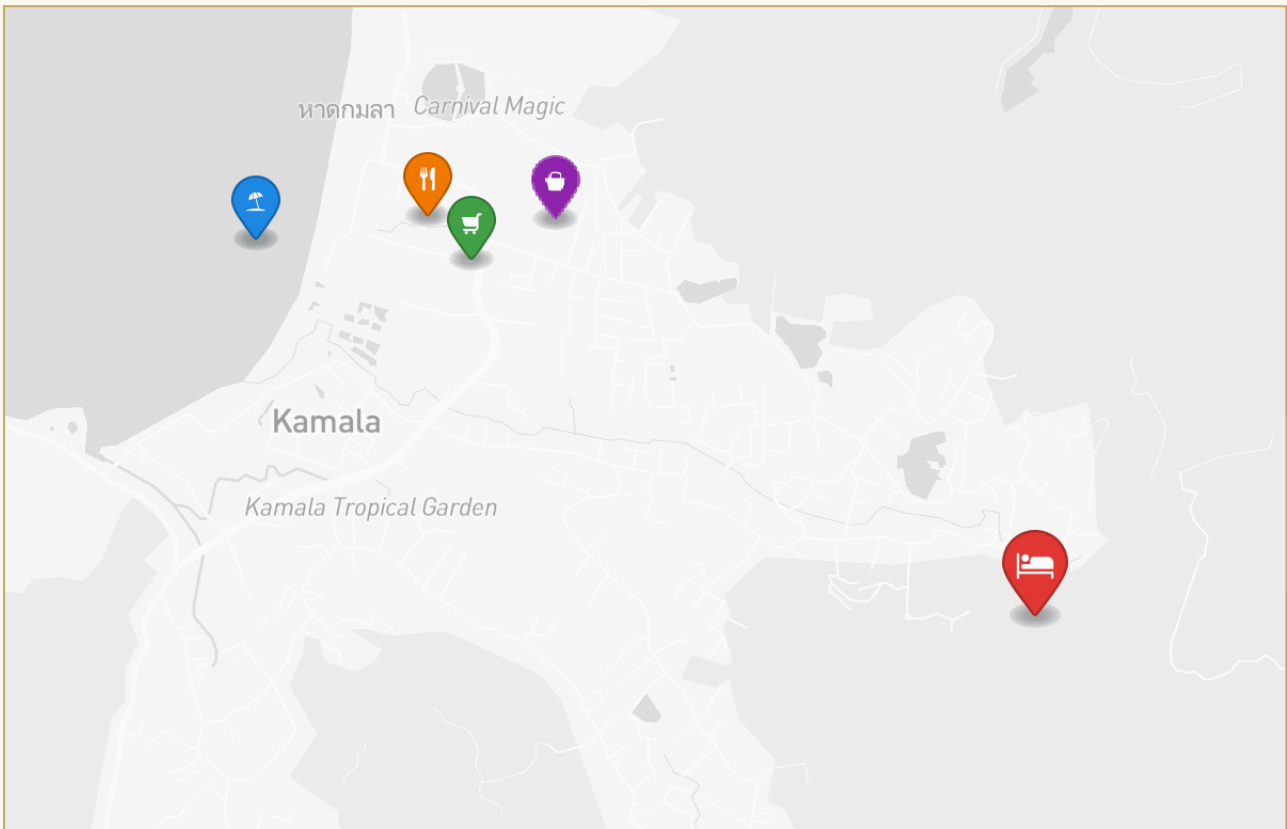 หาดกมลา
Carnival Magic
Kamala
Kamala Tropical Garden